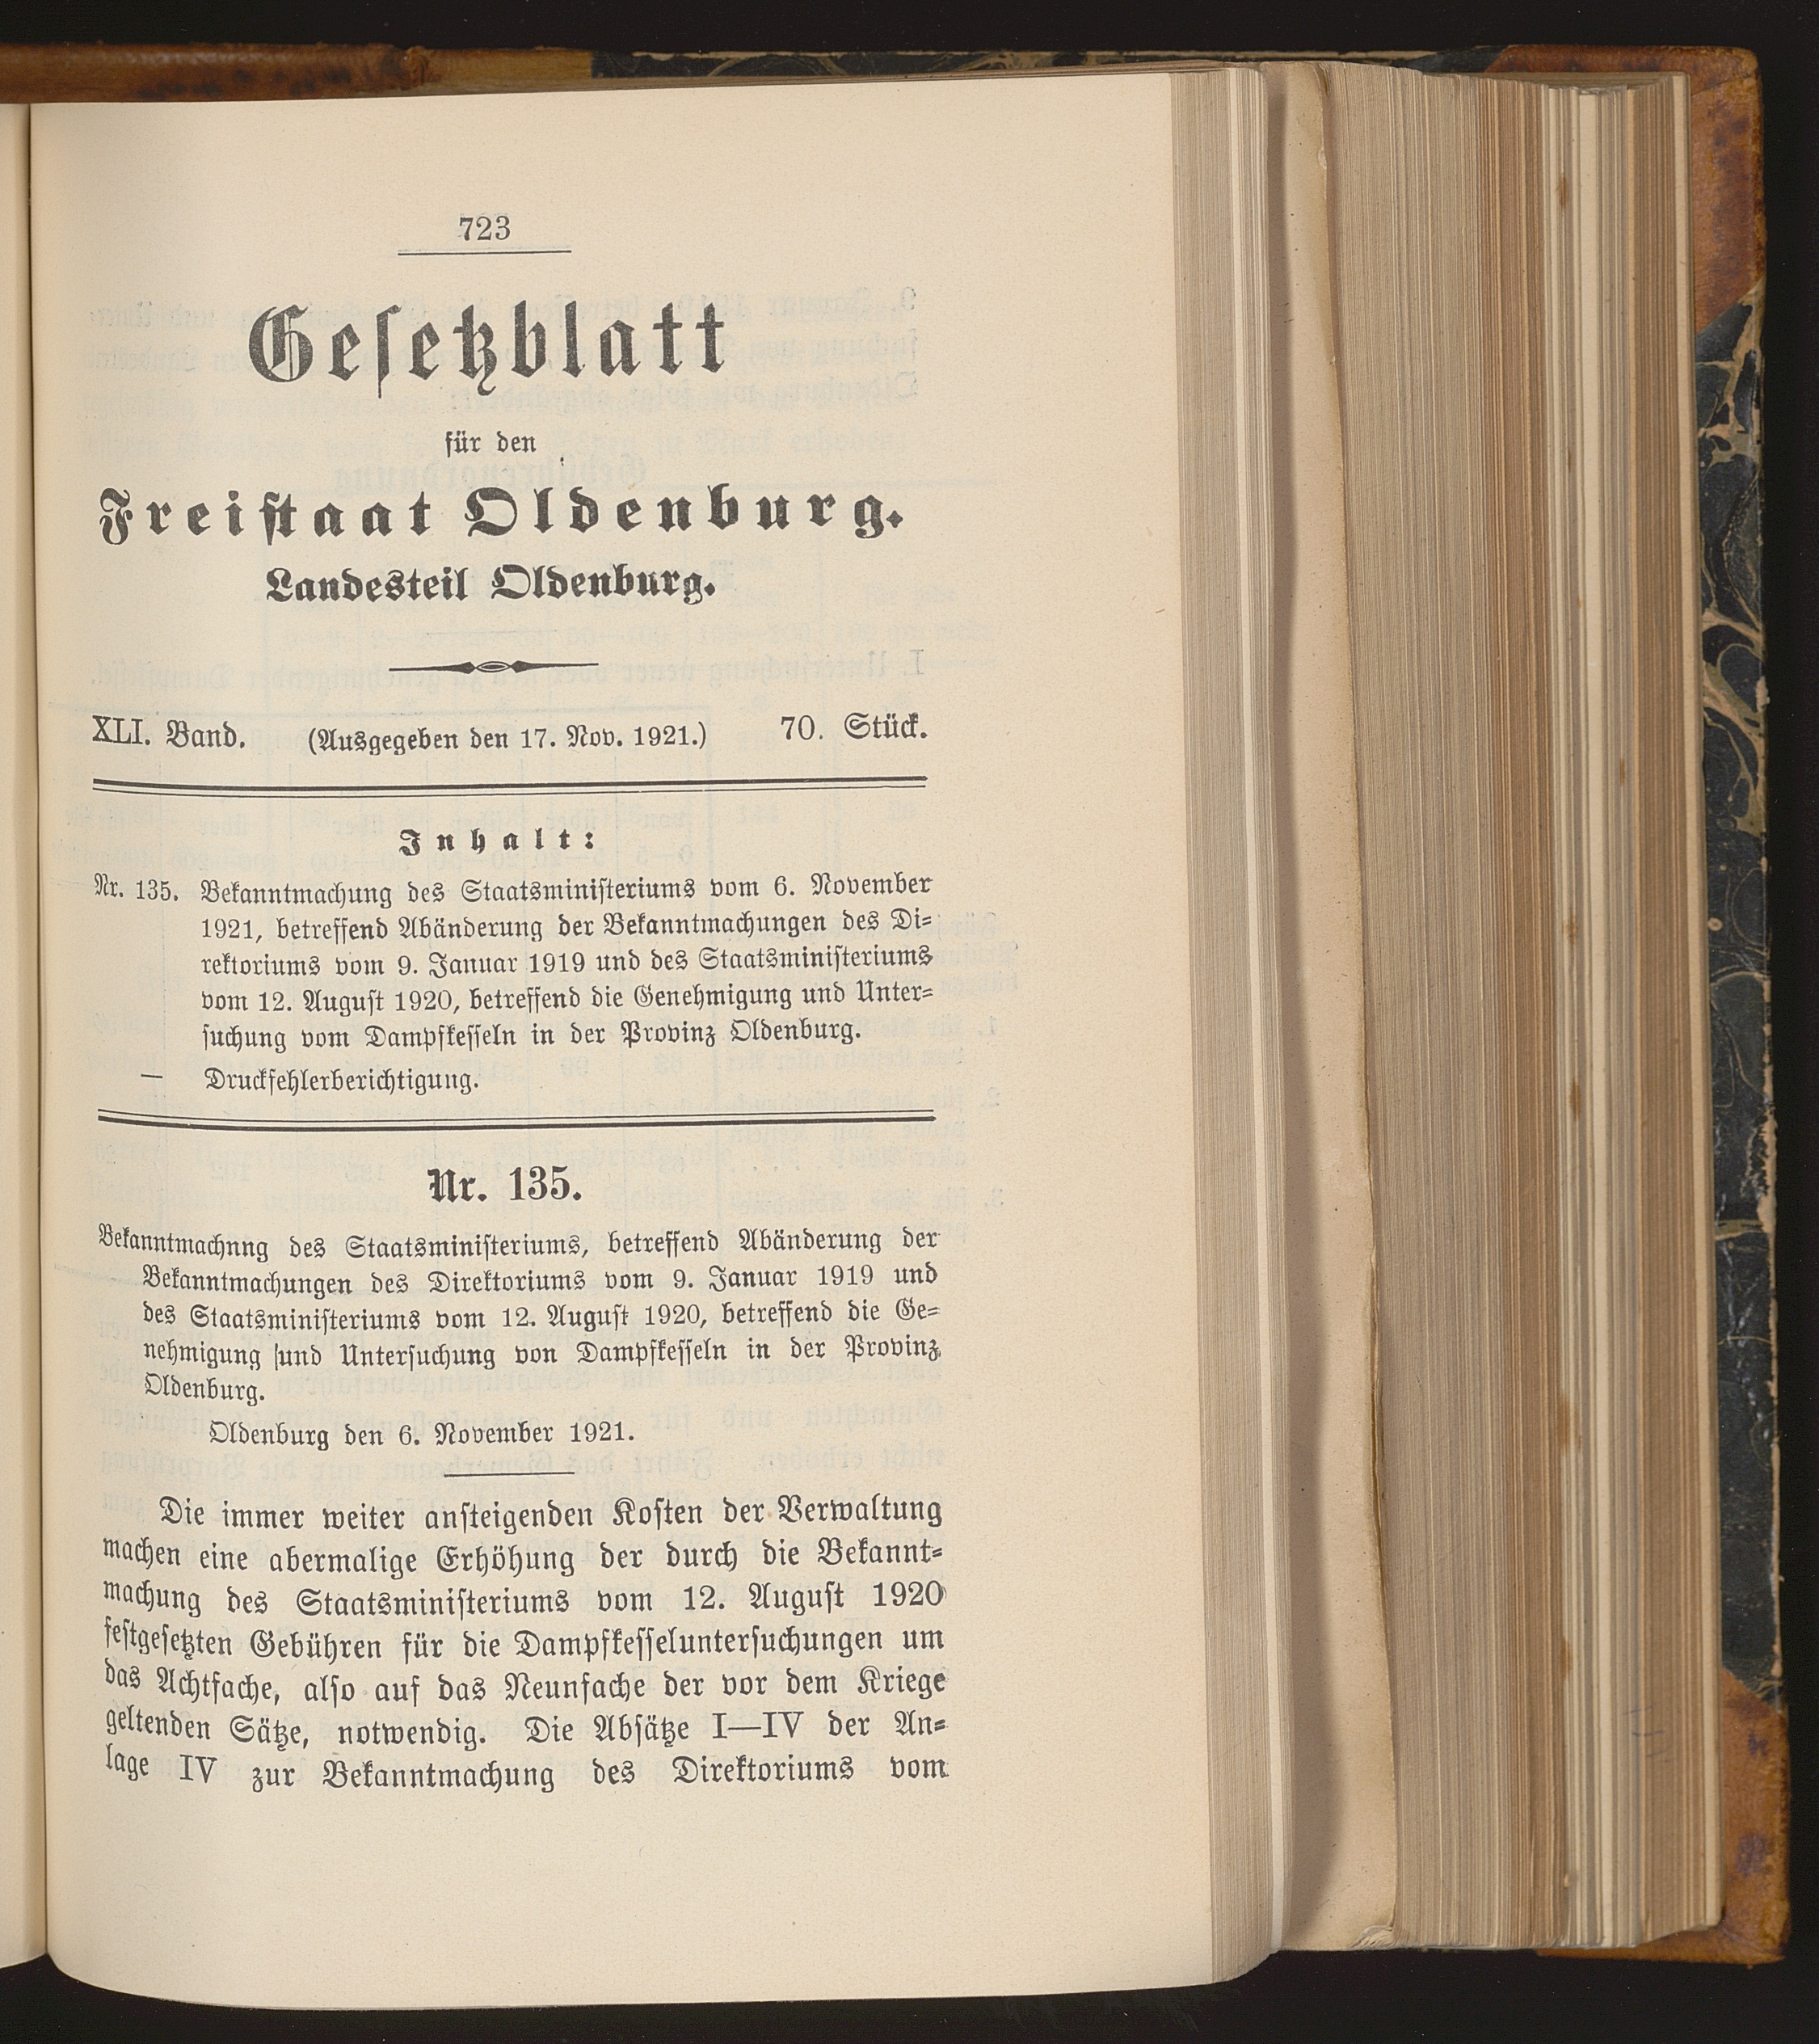 723
Gesetzblatt
für den
Freistaat Oldenburg.
Landesteil Oldenburg.
XLI. Band. (Ausgegeben den 17. Nov. 1921.) 70. Stück.
Inhalt:
Nr. 135. Bekanntmachung des Staatsministeriums vom 6. November
1921, betreffend Abänderung der Bekanntmachungen des Di-
rektoriums vom 9. Januar 1919 und des Staatsministeriums
vom 12. August 1920, betreffend die Genehmigung und Unter-
suchung vom Dampfkesseln in der Provinz Oldenburg.
— Druckfehlerberichtigung.
Nr. 135.
Bekanntmachnng des Staatsministeriums, betreffend Abänderung der
Bekanntmachungen des Direktoriums vom 9. Januar 1919 und
des Staatsministeriums vom 12. August 1920, betreffend die Ge-
nehmigung und Untersuchung von Dampfkesseln in der Provinz
Oldenburg.
Oldenburg den 6. November 1921.
Die immer weiter ansteigenden Kosten der Verwaltung
machen eine abermalige Erhöhung der durch die Bekannt-
machung des Staatsministeriums vom 12. August 1920
festgesetzten Gebühren für die Dampfkesseluntersuchungen um
das Achtfache, also auf das Neunfache der vor dem Kriege
geltenden Sätze, notwendig. Die Absätze I—IV der An-
lage IV zur Bekanntmachung des Direktoriums vom